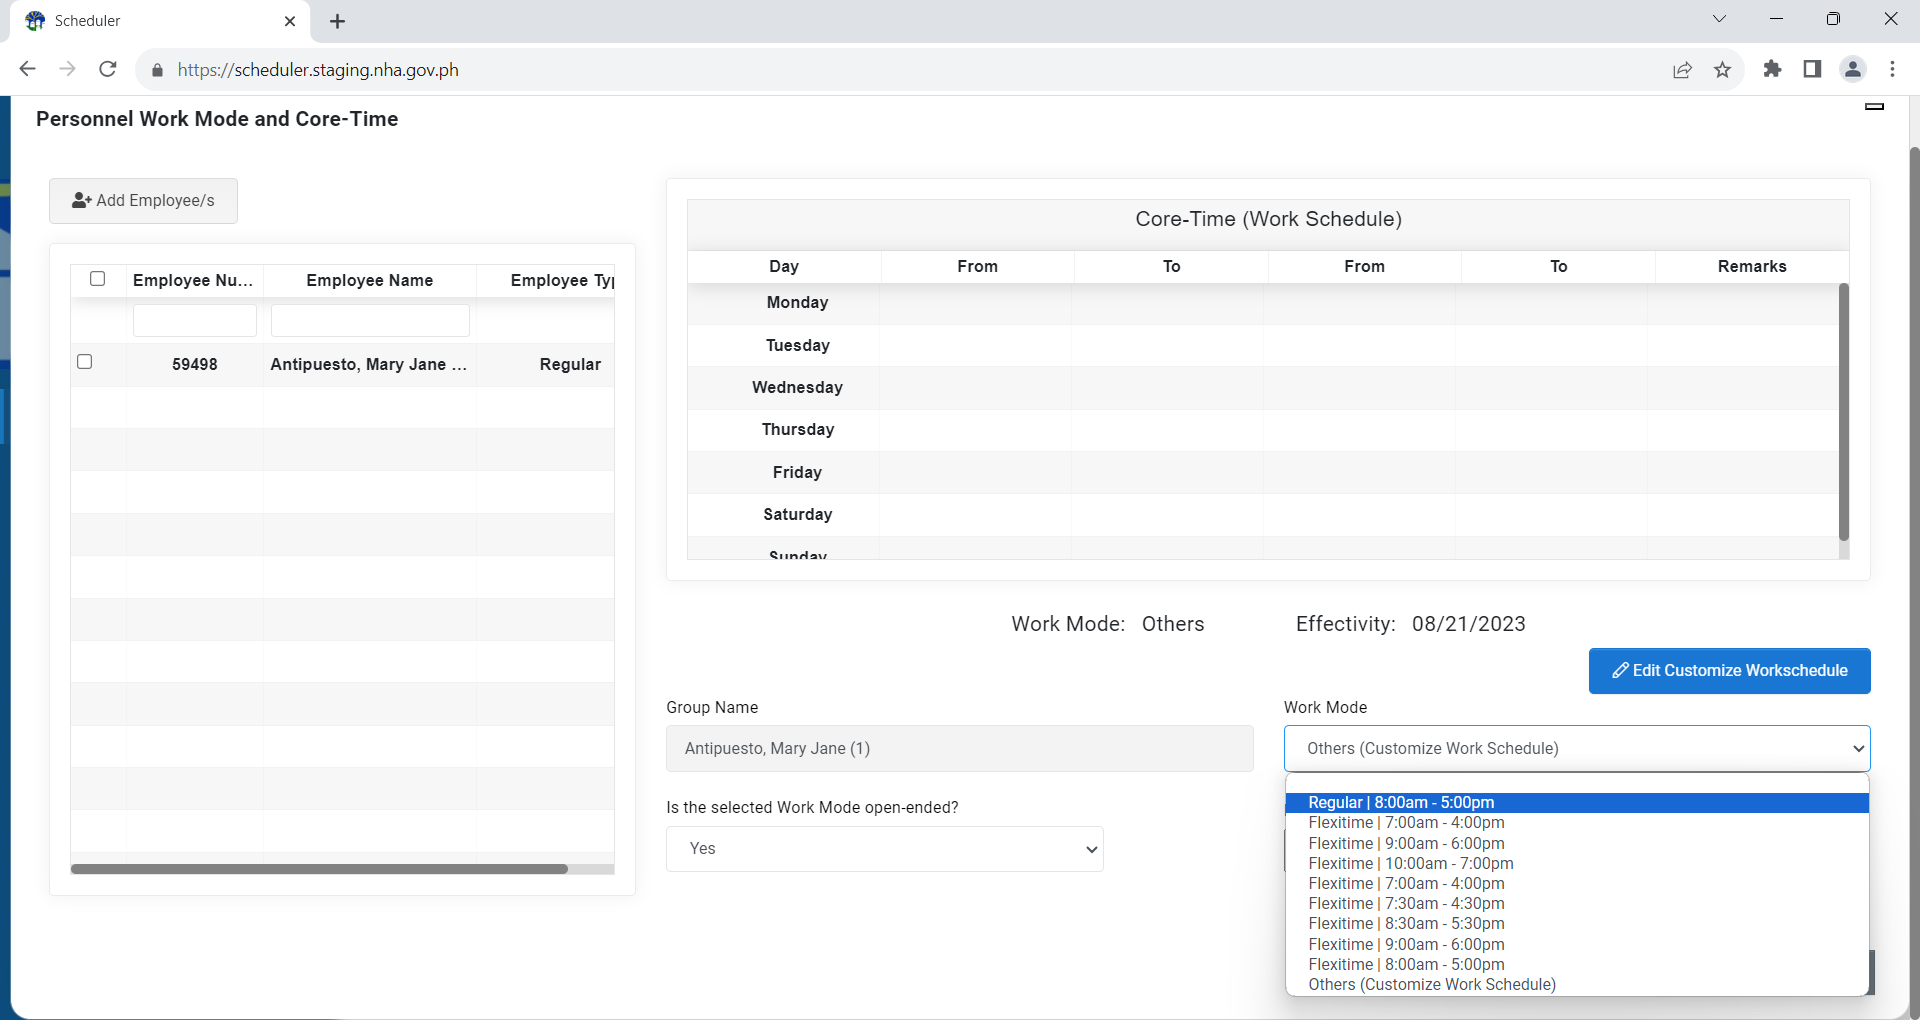 Scheduler
https://scheduler.staging.nha.gov.ph
Personnel Work Mode and Core-Time
Add Employee/s
Employee Nu... Employee Name Employee Typ
59498 Antipuesto, Mary Jane ... Regular
Core-Time (Work Schedule)
Day From To From To Remarks
Monday
Tuesday
Wednesday
Thursday
Friday
Saturday
Sunday
Work Mode: Others Effectivity: 08/21/2023
Edit Customize Workschedule
Group Name
Antipuesto, Mary Jane (1)
Is the selected Work Mode open-ended?
Yes
Work Mode
Others (Customize Work Schedule)
Regular | 8:00am - 5:00pm
Flexitime | 7:00am - 4:00pm
Flexitime | 9:00am - 6:00pm
Flexitime | 10:00am - 7:00pm
Flexitime | 7:00am - 4:00pm
Flexitime | 7:30am - 4:30pm
Flexitime | 8:30am - 5:30pm
Flexitime | 9:00am - 6:00pm
Flexitime | 8:00am - 5:00pm
Others (Customize Work Schedule)